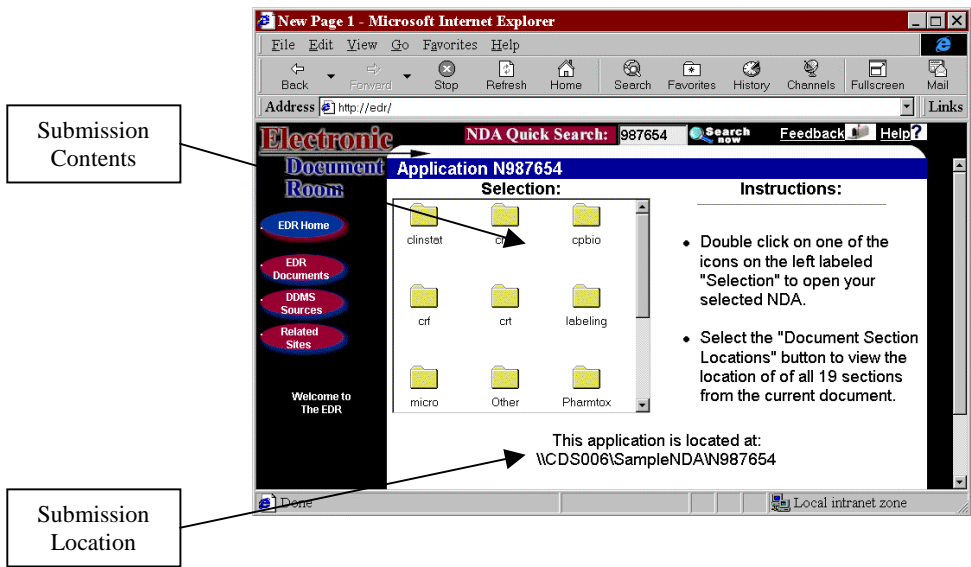 New Page 1 - Microsoft Internet Explorer
File Edit View Go Favorites Help
Back Forward Stop Refresh Home Search Favorites History Channels Fullscreen Mail
Address http://edr/ Links
Submission
Contents
Electronic
Document
Room
NDA Quick Search: 987654 Search now Feedback Help?
Application N987654
Selection:
clinstat
cpbio
crf crt labeling
micro Other Pharmtox
Instructions:
• Double click on one of the
icons on the left labeled
"Selection" to open your
selected NDA.
• Select the "Document Section
Locations" button to view the
location of of all 19 sections
from the current document.
EDR Home
EDR
Documents
DDMS
Sources
Related
Sites
Welcome to
The EDR
This application is located at:
\\CDS006\SampleNDA\N987654
Submission
Location
Done Local intranet zone